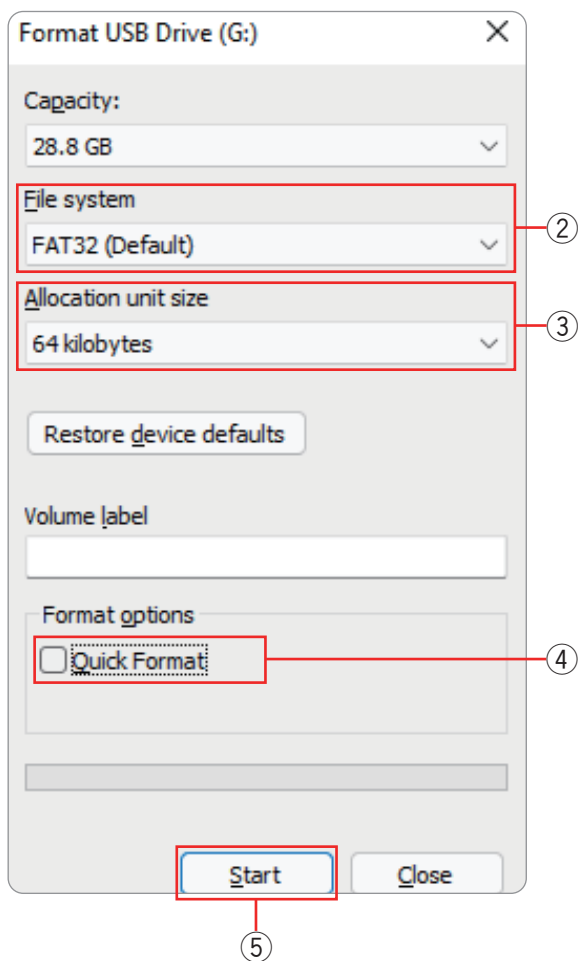 Format USB Drive (G:)
Capacity:
28.8 GB
File system
FAT32 (Default)
②
Allocation unit size
64 kilobytes
③
Restore device defaults
Volume label
Format options
Quick Format
④
Start Close
⑤